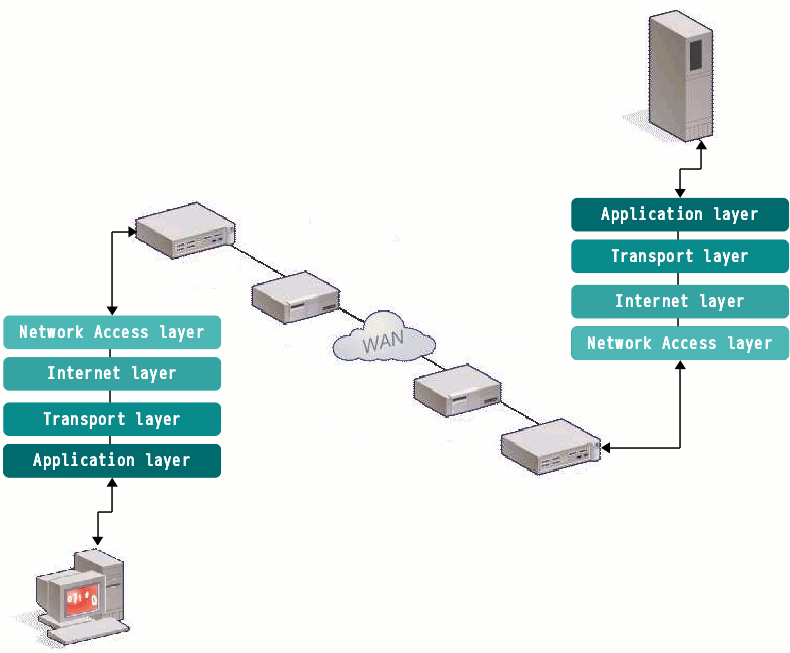 Application layer
Transport layer
Internet layer
Network Access layer
WAN
Network Access layer
Internet layer
Transport layer
Application layer